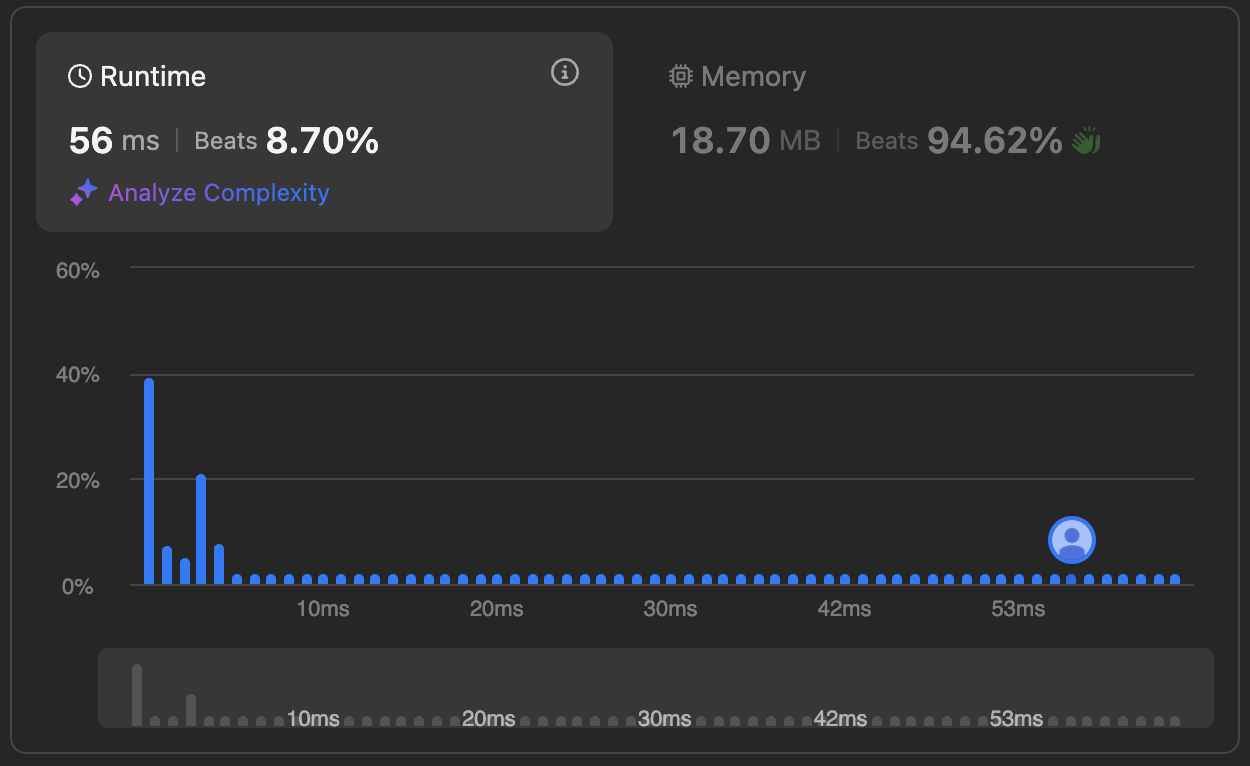 Runtime
56 ms | Beats 8.70%
Analyze Complexity
Memory
18.70 MB | Beats 94.62%
60%
40%
20%
0%
10ms 20ms 30ms 42ms 53ms
10ms 20ms 30ms 42ms 53ms